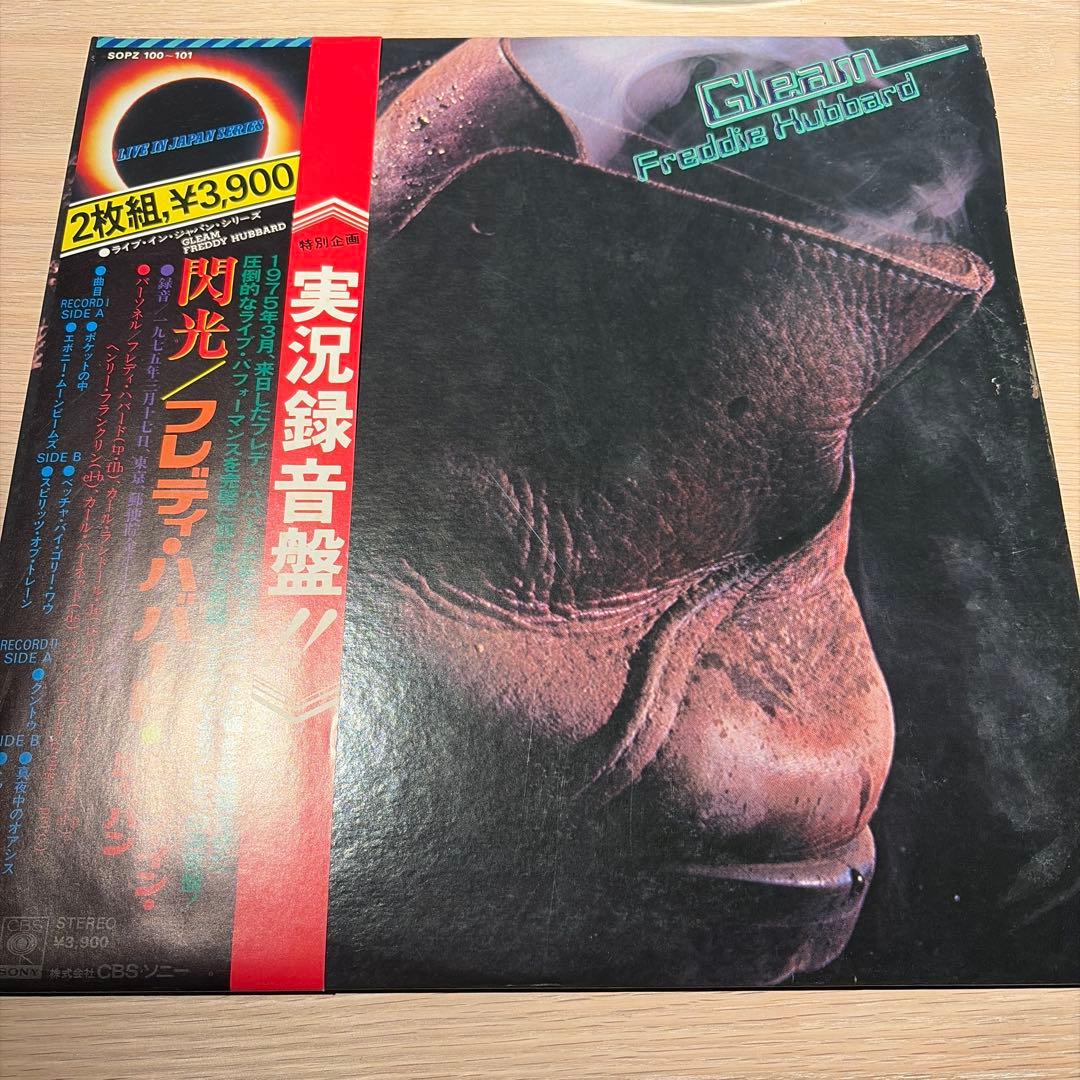 SOPZ 100~101
LIVE IN JAPAN SERIES
2枚組,¥3,900
●ライブ・イン・ジャパン・シリーズ
GLEAM
FREDDY HUBBARD
特別企画
実況録音盤!!
1975年3月、来日したフレディ・
圧倒的なライブ・パフォーマンスを完璧に
閃光/フレディ・ハバード
●録音/一九七五年三月十七日、東京、郵便貯金
●パーソネル/フレディ・ハバード(tp・flh)、カール・ランドール
ヘンリー・フランクリン(el-b)、カール・バーネット(ds)
●曲目
RECORD I
SIDE A
●ポケットの中
●エボニー・ムーンビームス
SIDE B
●ベッチャ・バイ・ゴリー・ワウ
●スピリッツ・オブ・トレーン
RECORD II
SIDE A
●クントゥ
SIDE B
●真夜中のオアシス
CBS
SONY
STEREO
¥3,900
株式会社CBS・ソニー
Gleam
Freddie Hubbard